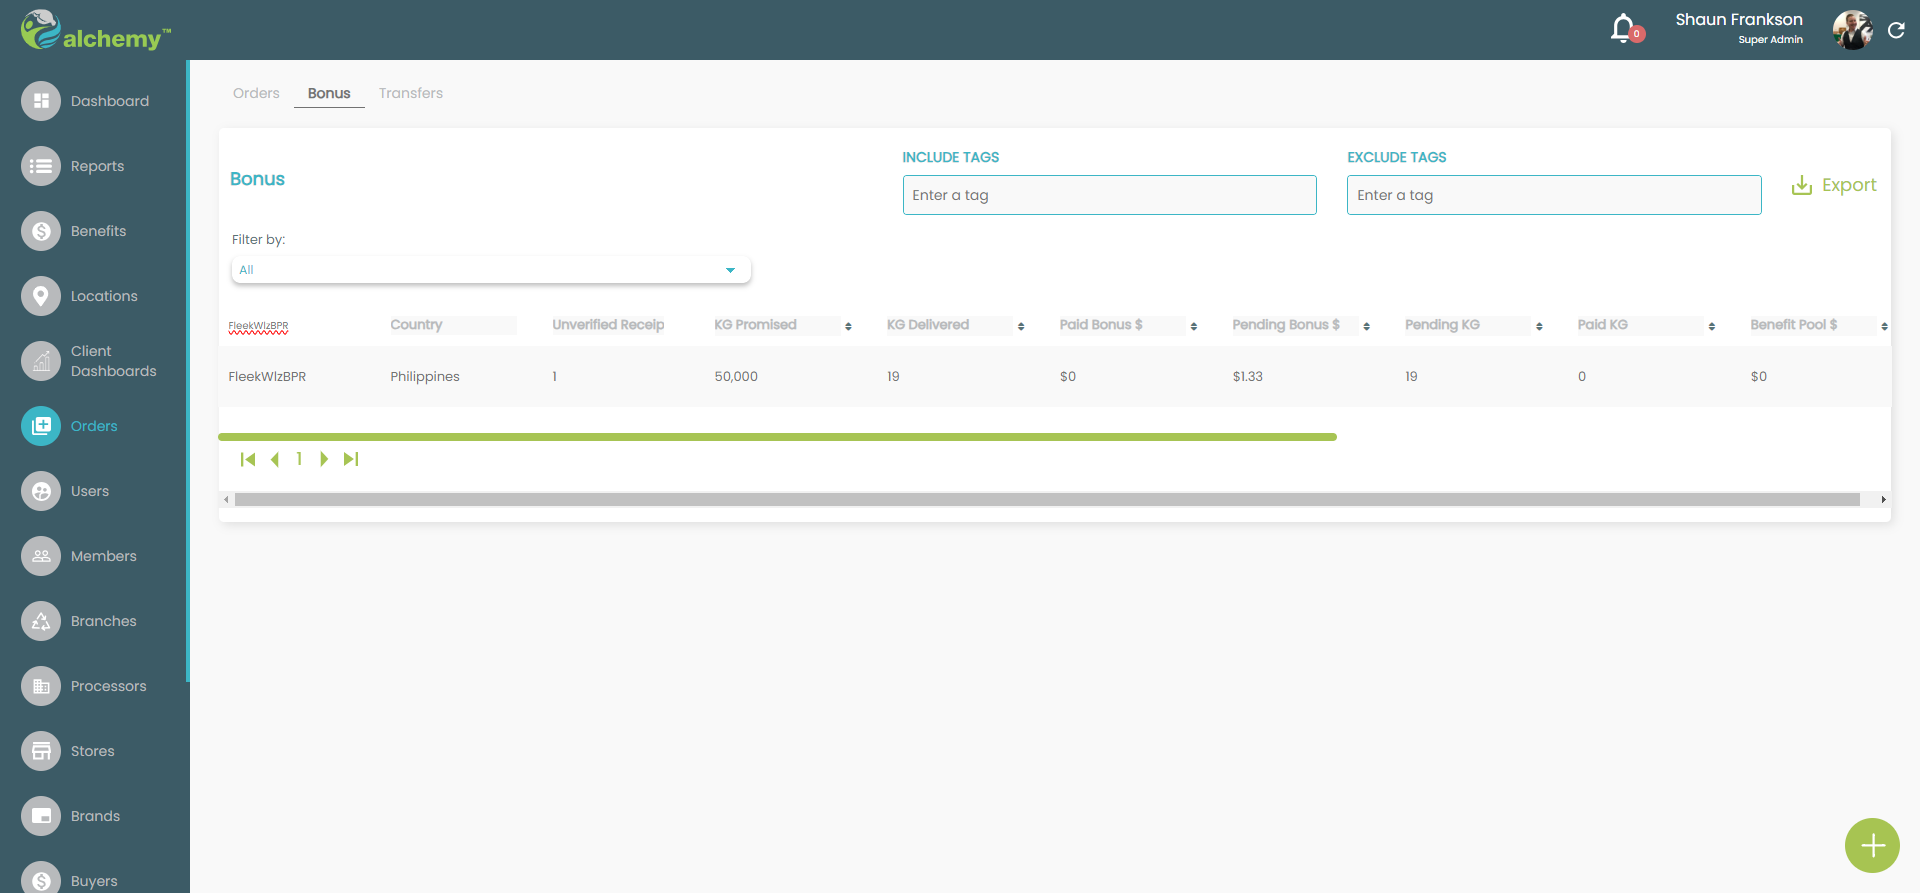 alchemy™
0
Shaun Frankson
Super Admin
Dashboard
Reports
Benefits
Locations
Client
Dashboards
Orders
Users
Members
Branches
Processors
Stores
Brands
Buyers
Orders Bonus Transfers
Bonus
INCLUDE TAGS
Enter a tag
EXCLUDE TAGS
Enter a tag
Export
Filter by:
All
FleekWlzBPR Country Unverified Receip KG Promised KG Delivered Paid Bonus $ Pending Bonus $ Pending KG Paid KG Benefit Pool $
FleekWlzBPR Philippines 1 50,000 19 $0 $1.33 19 0 $0
1